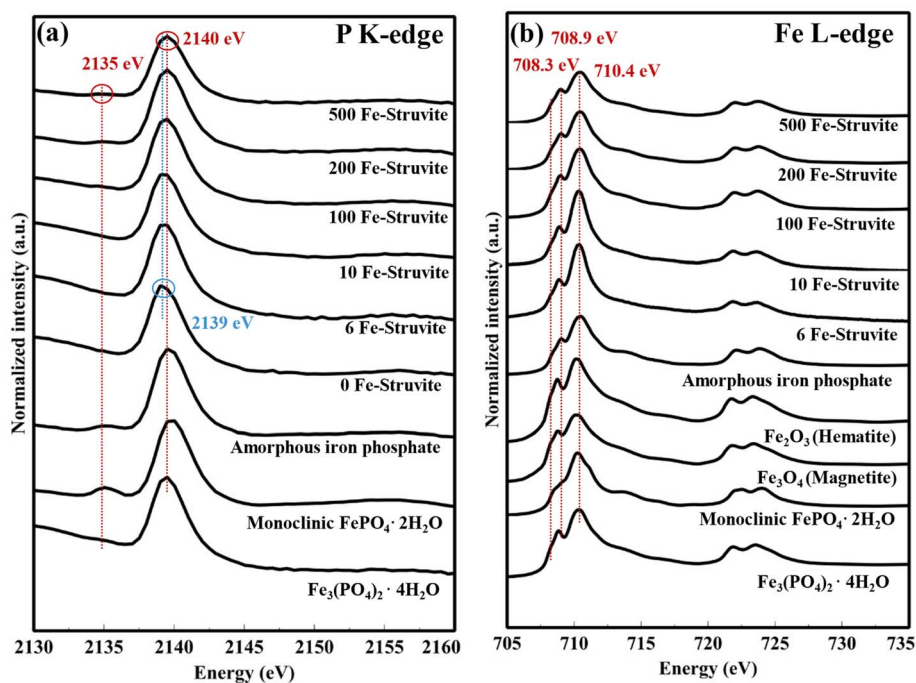 (a)
P K-edge
2135 eV
2140 eV
500 Fe-Struvite
200 Fe-Struvite
100 Fe-Struvite
10 Fe-Struvite
2139 eV
6 Fe-Struvite
0 Fe-Struvite
Amorphous iron phosphate
Monoclinic FePO₄· 2H₂O
Fe₃(PO₄)₂ · 4H₂O
Normalized intensity (a.u.)
2130 2135 2140 2145 2150 2155 2160
Energy (eV)
(b)
Fe L-edge
708.9 eV
708.3 eV
710.4 eV
500 Fe-Struvite
200 Fe-Struvite
100 Fe-Struvite
10 Fe-Struvite
6 Fe-Struvite
Amorphous iron phosphate
Fe₂O₃ (Hematite)
Fe₃O₄ (Magnetite)
Monoclinic FePO₄· 2H₂O
Fe₃(PO₄)₂ · 4H₂O
Normalized intensity (a.u.)
705 710 715 720 725 730 735
Energy (eV)